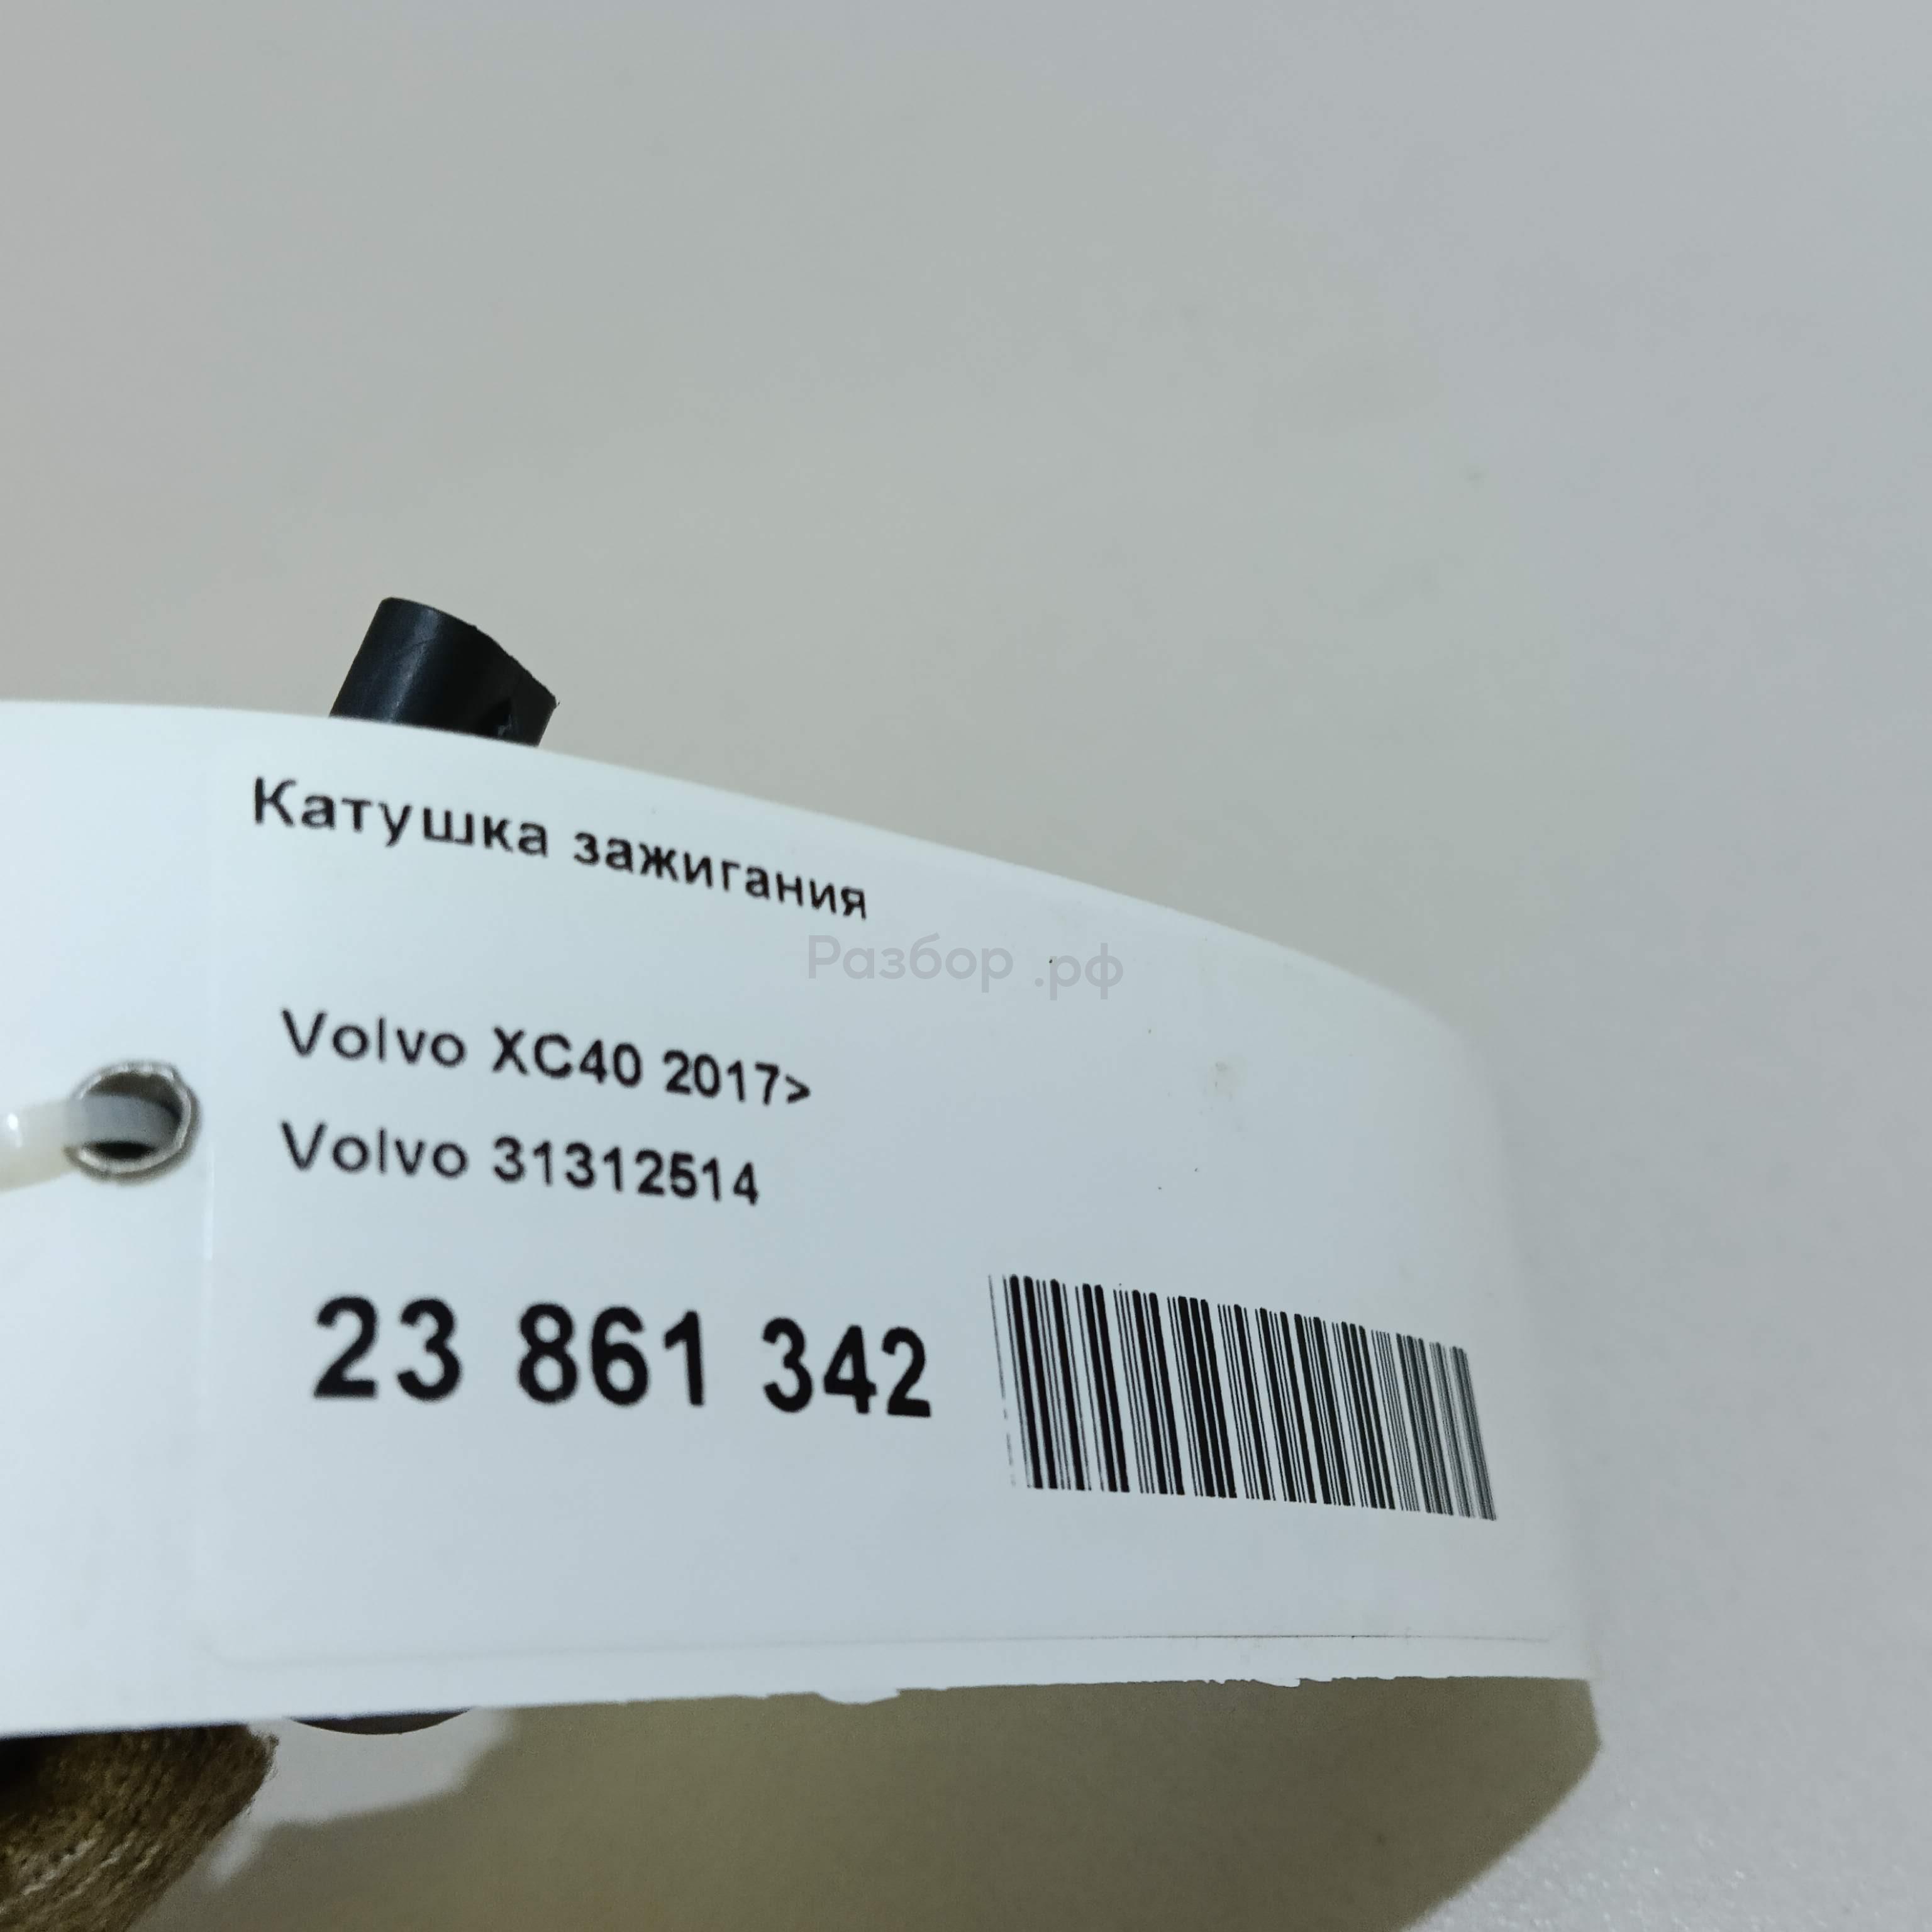 Катушка зажигания
Разбор .рф
Volvo XC40 2017>
Volvo 31312514
23 861 342